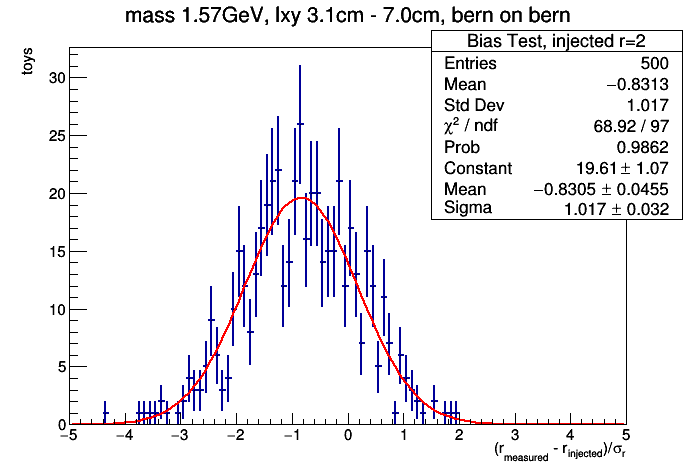 mass 1.57GeV, lxy 3.1cm - 7.0cm, bern on bern
Bias Test, injected r=2
Entries 500
Mean −0.8313
Std Dev 1.017
χ² / ndf 68.92 / 97
Prob 0.9862
Constant 19.61 ± 1.07
Mean −0.8305 ± 0.0455
Sigma 1.017 ± 0.032
toys
30
25
20
15
10
5
0
−5 −4 −3 −2 −1 0 1 2 3 4 5
(r_measured - r_injected)/σ_r